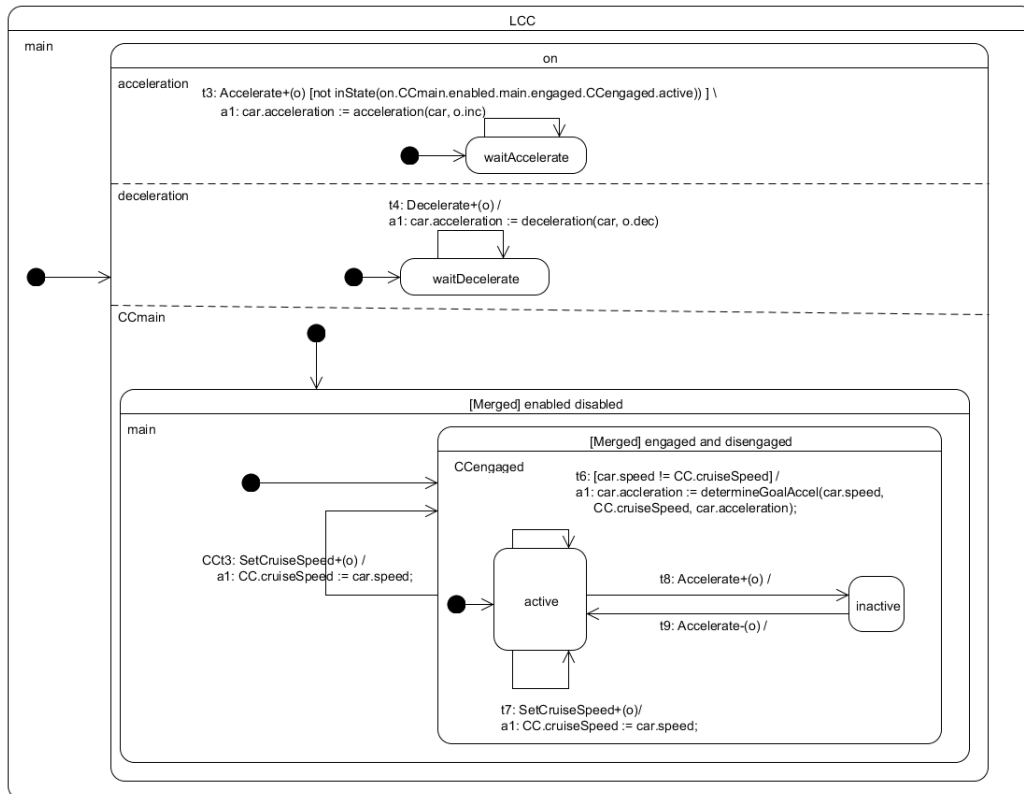 LCC
main
on
acceleration
t3: Accelerate+(o) [not inState(on.CCmain.enabled.main.engaged.CCengaged.active)) ] \
a1: car.acceleration := acceleration(car, o.inc)
waitAccelerate
deceleration
t4: Decelerate+(o) /
a1: car.acceleration := deceleration(car, o.dec)
waitDecelerate
CCmain
[Merged] enabled disabled
main
[Merged] engaged and disengaged
CCengaged
t6: [car.speed != CC.cruiseSpeed] /
a1: car.accleration := determineGoalAccel(car.speed,
CC.cruiseSpeed, car.acceleration);
CCt3: SetCruiseSpeed+(o) /
a1: CC.cruiseSpeed := car.speed;
active
t8: Accelerate+(o) /
inactive
t9: Accelerate-(o) /
t7: SetCruiseSpeed+(o)/
a1: CC.cruiseSpeed := car.speed;